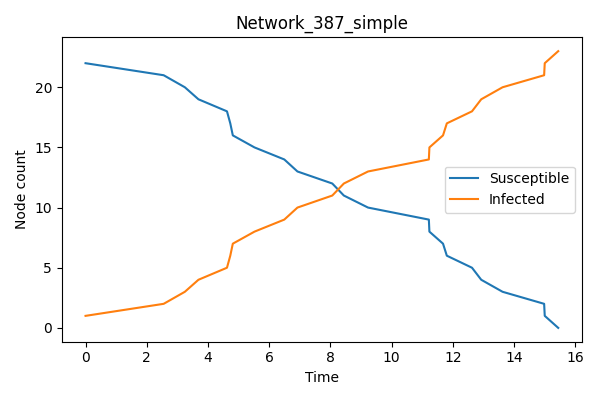 Network_387_simple
Node count
20
15
10
5
0
Susceptible
Infected
0 2 4 6 8 10 12 14 16
Time